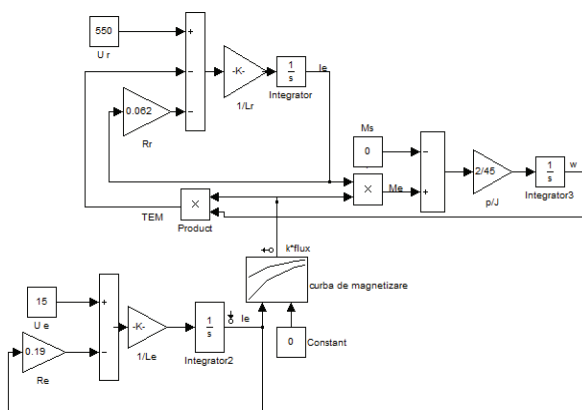 550
U r
+
−
−
-K-
1/Lr
1
s
Integrator
Ie
0.062
Rr
Ms
0
−
+
2/45
p/J
1
s
Integrator3
w
×
Me
×
TEM
Product
k*flux
curba de magnetizare
15
U e
+
−
-K-
1/Le
1
s
Integrator2
Ie
0
Constant
0.19
Re